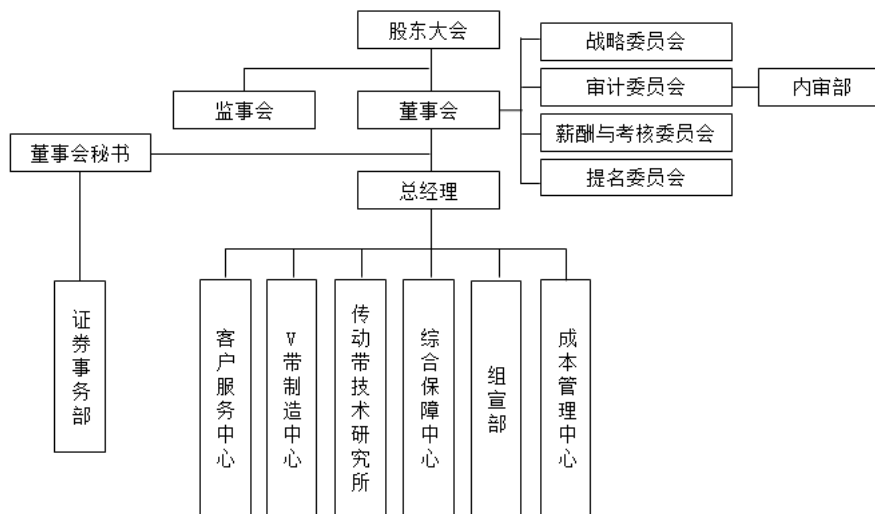 股东大会
战略委员会
监事会
董事会
审计委员会
内审部
董事会秘书
薪酬与考核委员会
总经理
提名委员会
证券事务部
客户服务中心
V带制造中心
传动带技术研究所
综合保障中心
组宣部
成本管理中心